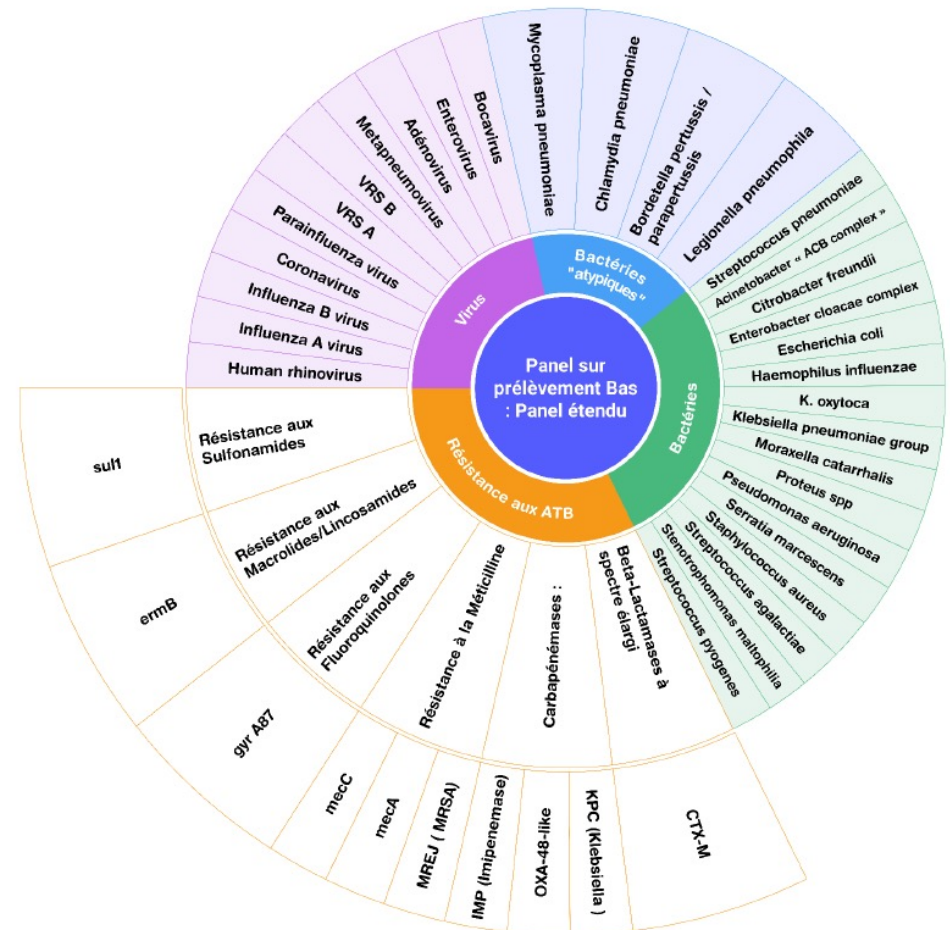 Panel sur
prélèvement Bas
: Panel étendu
Virus
Human rhinovirus
Influenza A virus
Influenza B virus
Coronavirus
Parainfluenza virus
VRS A
VRS B
Metapneumovirus
Adénovirus
Enterovirus
Bocavirus
Bactéries
"atypiques"
Mycoplasma pneumoniae
Chlamydia pneumoniae
Bordetella pertussis /
parapertussis
Legionella pneumophila
Bactéries
Streptococcus pneumoniae
Acinetobacter « ACB complex »
Citrobacter freundii
Enterobacter cloacae complex
Escherichia coli
Haemophilus influenzae
K. oxytoca
Klebsiella pneumoniae group
Moraxella catarrhalis
Proteus spp
Pseudomonas aeruginosa
Serratia marcescens
Staphylococcus aureus
Streptococcus agalactiae
Stenotrophomonas maltophilia
Streptococcus pyogenes
Résistance aux ATB
Beta-Lactamases à
spectre élargi
CTX-M
Carbapénémases :
KPC (Klebsiella )
OXA-48-like
IMP (Imipenemase)
Résistance à la Méticilline
MREJ ( MRSA)
mecA
mecC
Résistance aux
Fluoroquinolones
gyr A87
Résistance aux
Macrolides/Lincosamides
ermB
Résistance aux
Sulfonamides
sul1